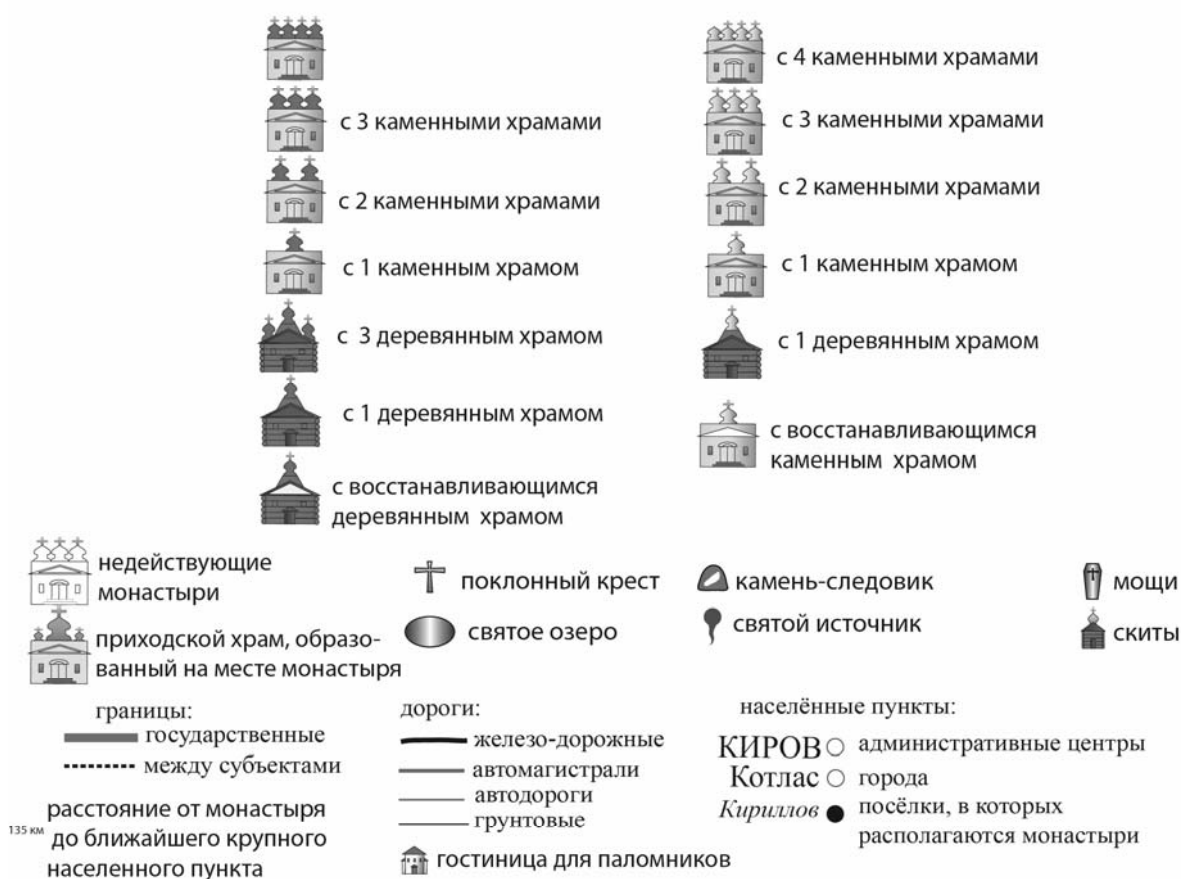 с 3 каменными храмами
с 2 каменными храмами
с 1 каменным храмом
с 3 деревянным храмом
с 1 деревянным храмом
с восстанавливающимся
деревянным храмом
с 4 каменными храмами
с 3 каменными храмами
с 2 каменными храмами
с 1 каменным храмом
с 1 деревянным храмом
с восстанавливающимся
каменным храмом
недействующие
монастыри
приходской храм, образо-
ванный на месте монастыря
поклонный крест
святое озеро
камень-следовик
святой источник
мощи
скиты
границы:
государственные
между субъектами
135 км
расстояние от монастыря
до ближайшего крупного
населенного пункта
дороги:
железо-дорожные
автомагистрали
автодороги
грунтовые
гостиница для паломников
населённые пункты:
КИРОВ административные центры
Котлас города
Кириллов посёлки, в которых
располагаются монастыри